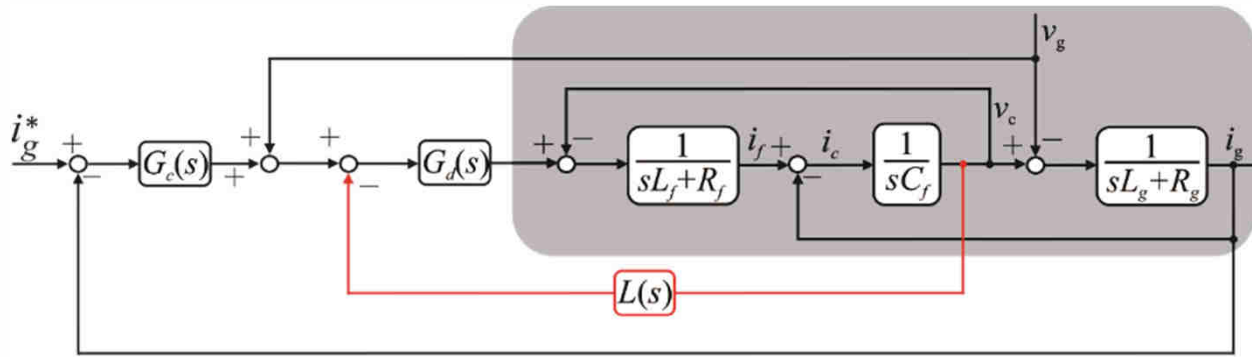 v_g
v_c
i_g^*
+
−
G_c(s)
+
+
+
−
G_d(s)
+
−
1
sL_f+R_f
i_f
+
−
i_c
1
sC_f
+
−
1
sL_g+R_g
i_g
L(s)